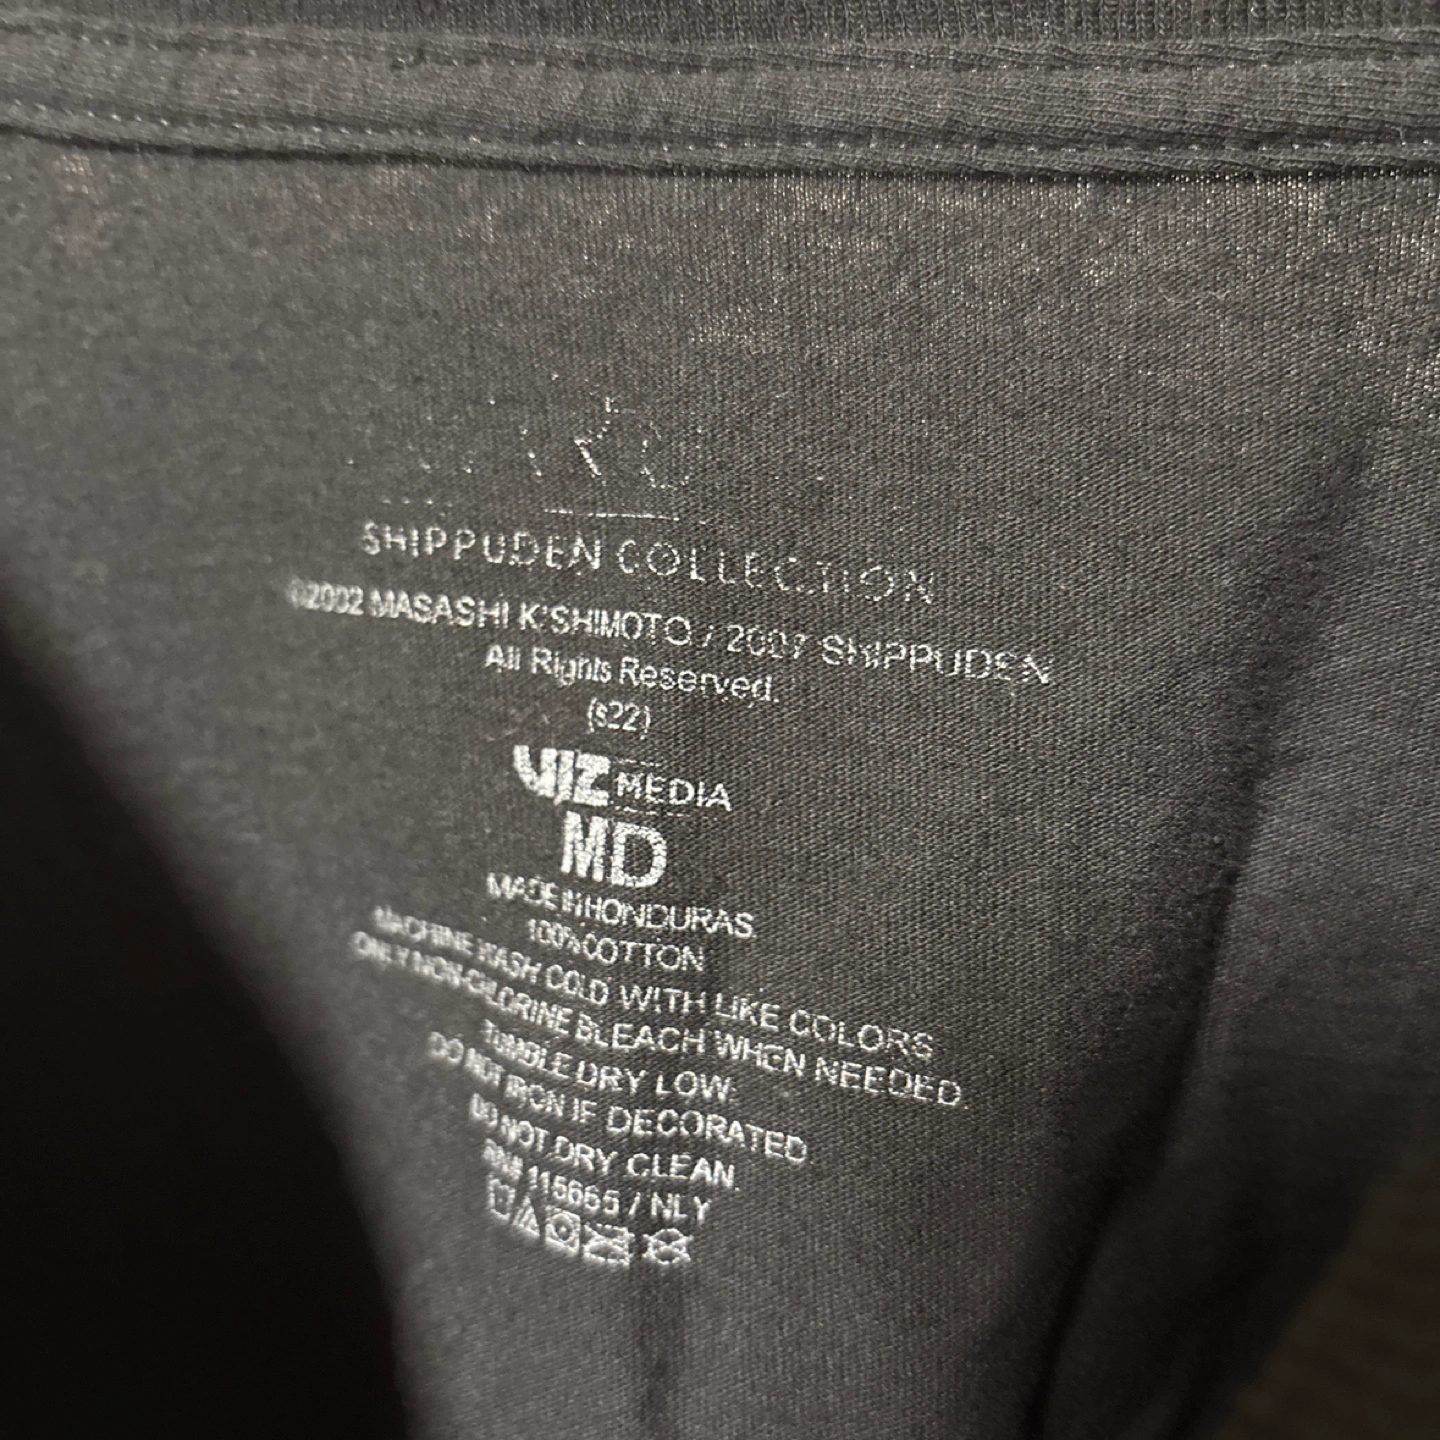 SHIPPUDEN COLLECTION
©2002 MASASHI KISHIMOTO / 2007 SHIPPUDEN
All Rights Reserved.
(s22)
VIZ MEDIA
MD
MADE IN HONDURAS
100% COTTON
MACHINE WASH COLD WITH LIKE COLORS
ONLY NON-CHLORINE BLEACH WHEN NEEDED.
TUMBLE DRY LOW.
DO NOT IRON IF DECORATED.
DO NOT DRY CLEAN.
115665 / NLY